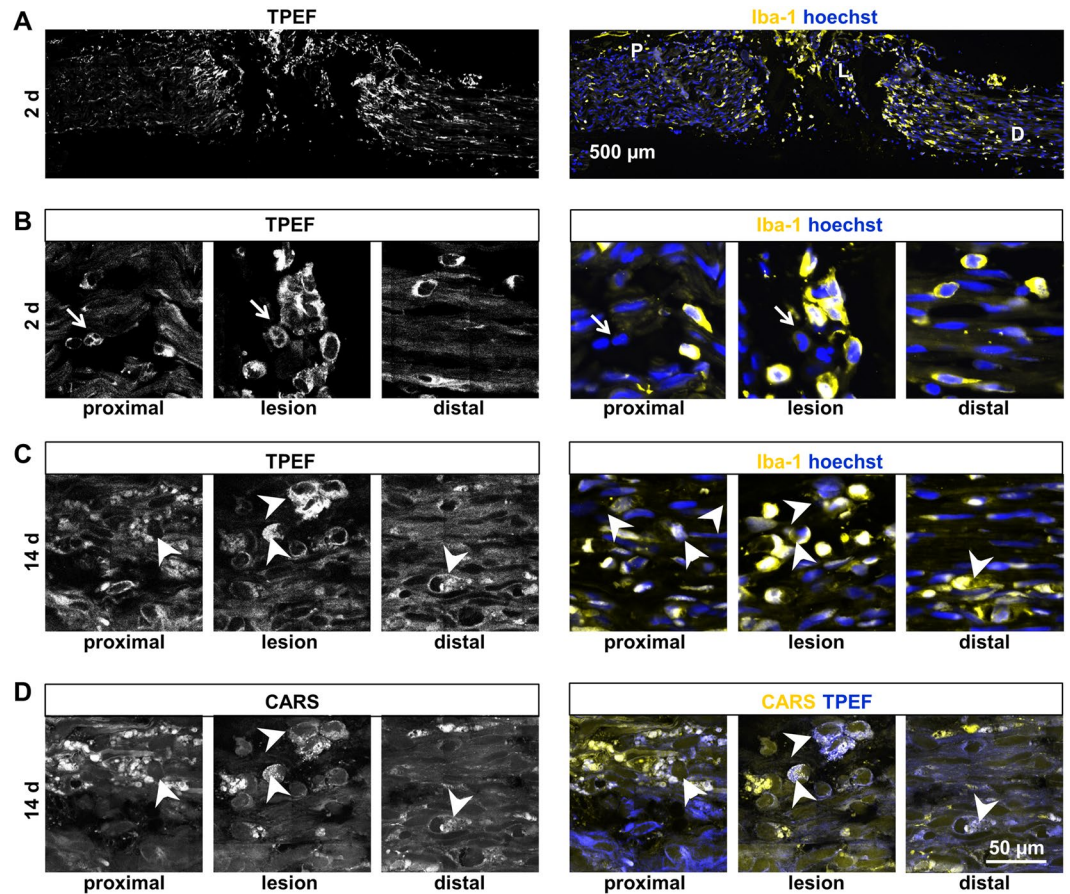 A
TPEF
Iba-1 hoechst
2 d
P
L
D
500 µm
B
TPEF
Iba-1 hoechst
2 d
proximal
lesion
distal
proximal
lesion
distal
C
TPEF
Iba-1 hoechst
14 d
proximal
lesion
distal
proximal
lesion
distal
D
CARS
CARS TPEF
14 d
50 µm
proximal
lesion
distal
proximal
lesion
distal